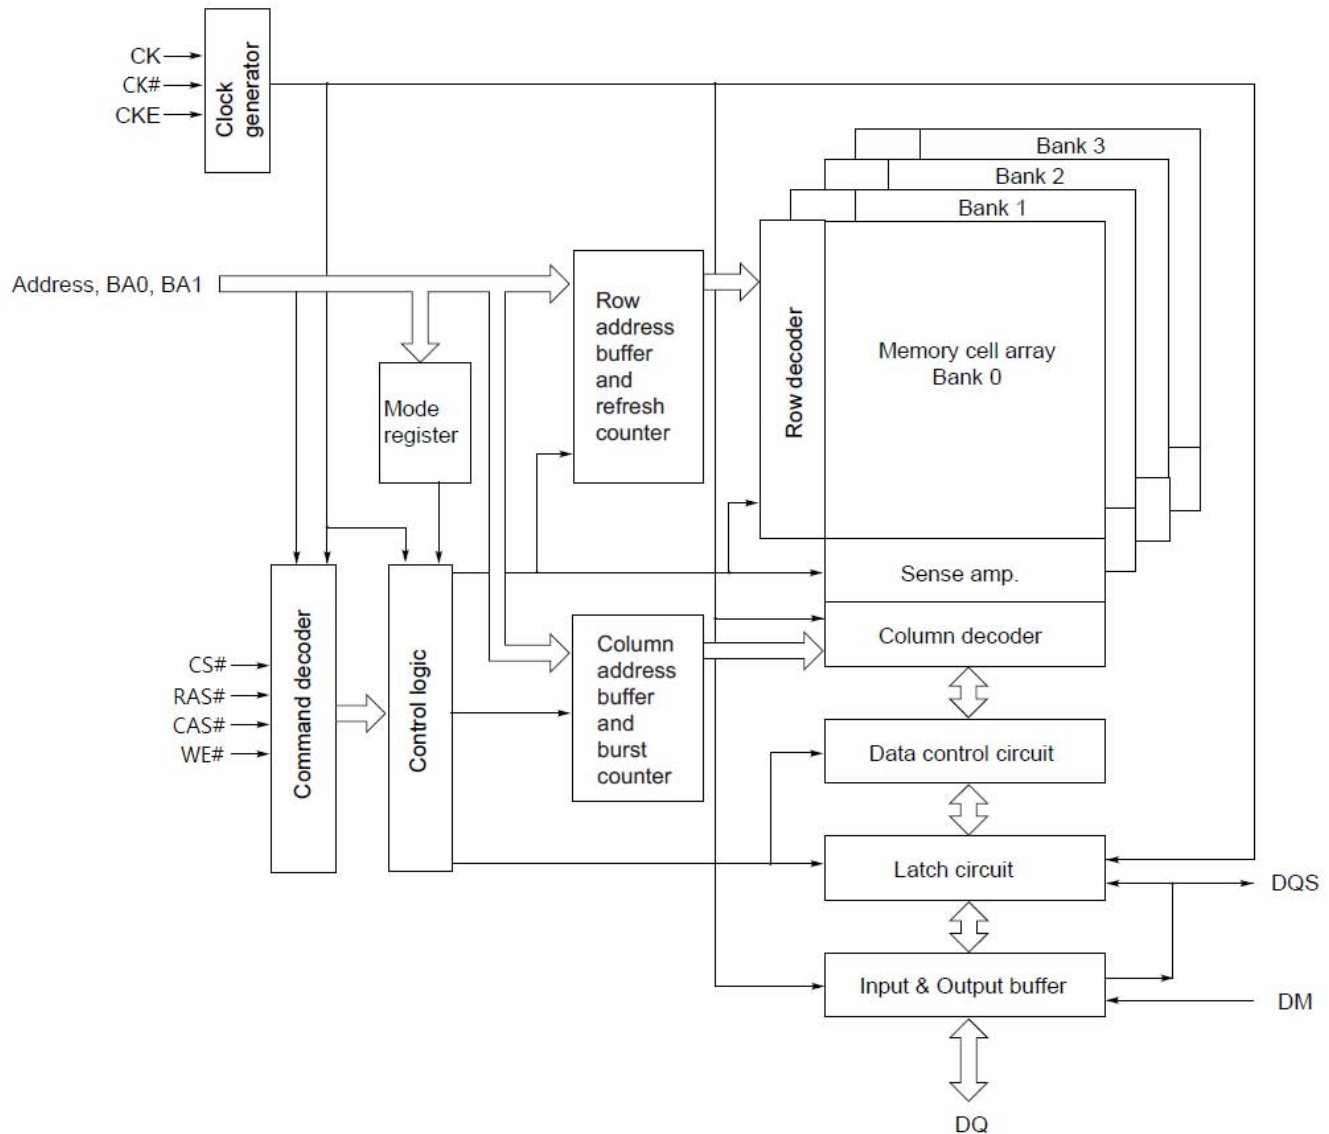 CK
CK#
CKE
Clock
generator
Bank 3
Bank 2
Bank 1
Address, BA0, BA1
Row
address
buffer
and
refresh
counter
Row decoder
Memory cell array
Bank 0
Mode
register
Sense amp.
Column decoder
CS#
RAS#
CAS#
WE#
Command decoder
Control logic
Column
address
buffer
and
burst
counter
Data control circuit
Latch circuit
DQS
Input & Output buffer
DM
DQ